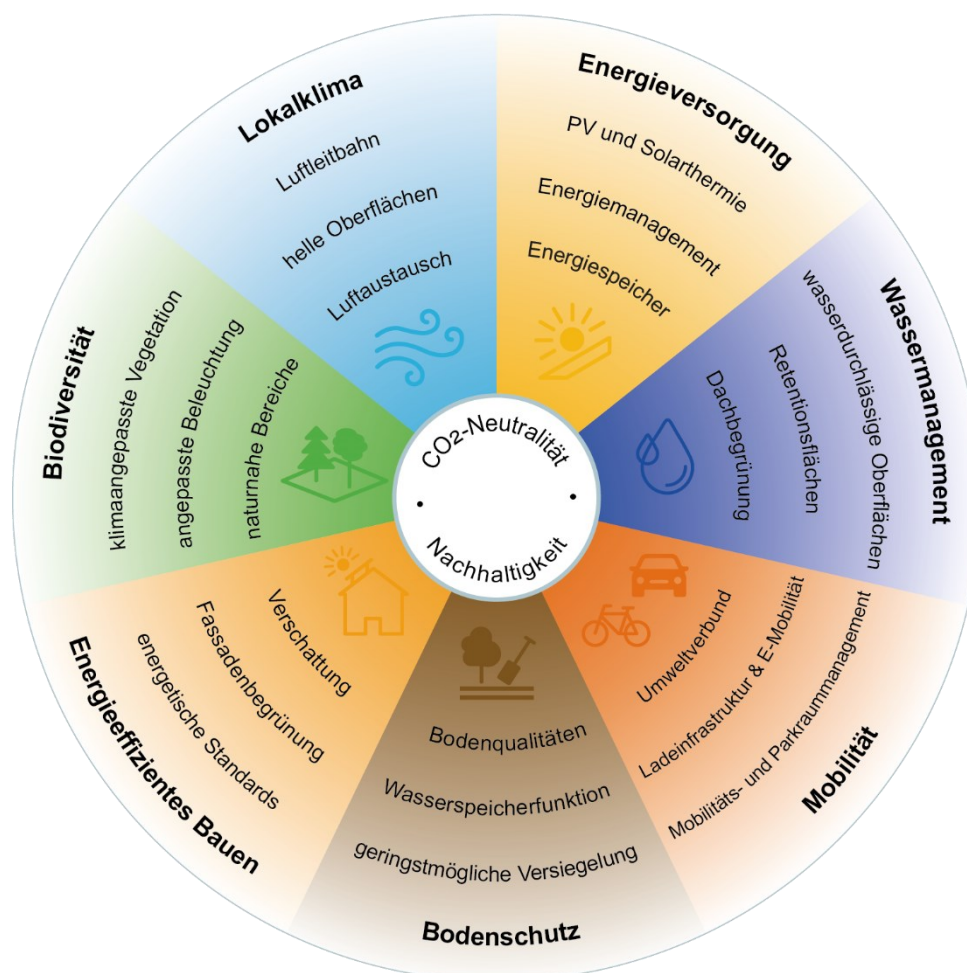 Lokalklima
Luftleitbahn
helle Oberflächen
Luftaustausch
Energieversorgung
PV und Solarthermie
Energiemanagement
Energiespeicher
Wassermanagement
wasserdurchlässige Oberflächen
Retentionsflächen
Dachbegrünung
Mobilität
Mobilitäts- und Parkraummanagement
Ladeinfrastruktur & E-Mobilität
Umweltverbund
Bodenqualitäten
Wasserspeicherfunktion
geringstmögliche Versiegelung
Bodenschutz
Energieeffizientes Bauen
energetische Standards
Fassadenbegrünung
Verschattung
Biodiversität
klimaangepasste Vegetation
angepasste Beleuchtung
naturnahe Bereiche
CO2-Neutralität
• •
Nachhaltigkeit